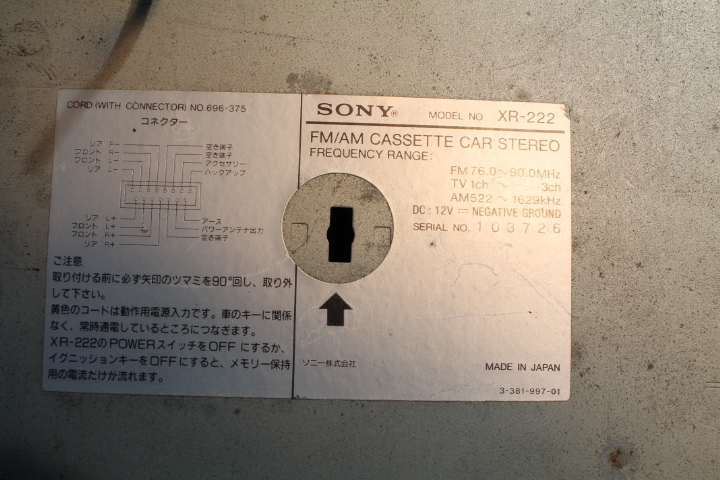 CORD (WITH CONNECTOR) NO.696-375
コネクター
リア R−
フロント R−
フロント L−
リア L−
空き端子
空き端子
アクセサリー
バックアップ
リア L+
フロント L+
フロント R+
リア R+
アース
パワーアンテナ出力
空き端子
ご注意
取り付ける前に必ず矢印のツマミを90°回し、取り外
して下さい。
黄色のコードは動作用電源入力です。車のキーに関係
なく、常時通電しているところにつなぎます。
XR-222のPOWERスイッチをOFFにするか、
イグニッションキーをOFFにすると、メモリー保持
用の電流だけが流れます。
SONY®
MODEL NO. XR-222
FM/AM CASSETTE CAR STEREO
FREQUENCY RANGE:
FM 76.0〜90.0MHz
TV 1ch 〜 3ch
AM 522〜1629kHz
DC : 12V ⎓ NEGATIVE GROUND
SERIAL NO. 103726
ソニー株式会社
MADE IN JAPAN
3-381-997-01